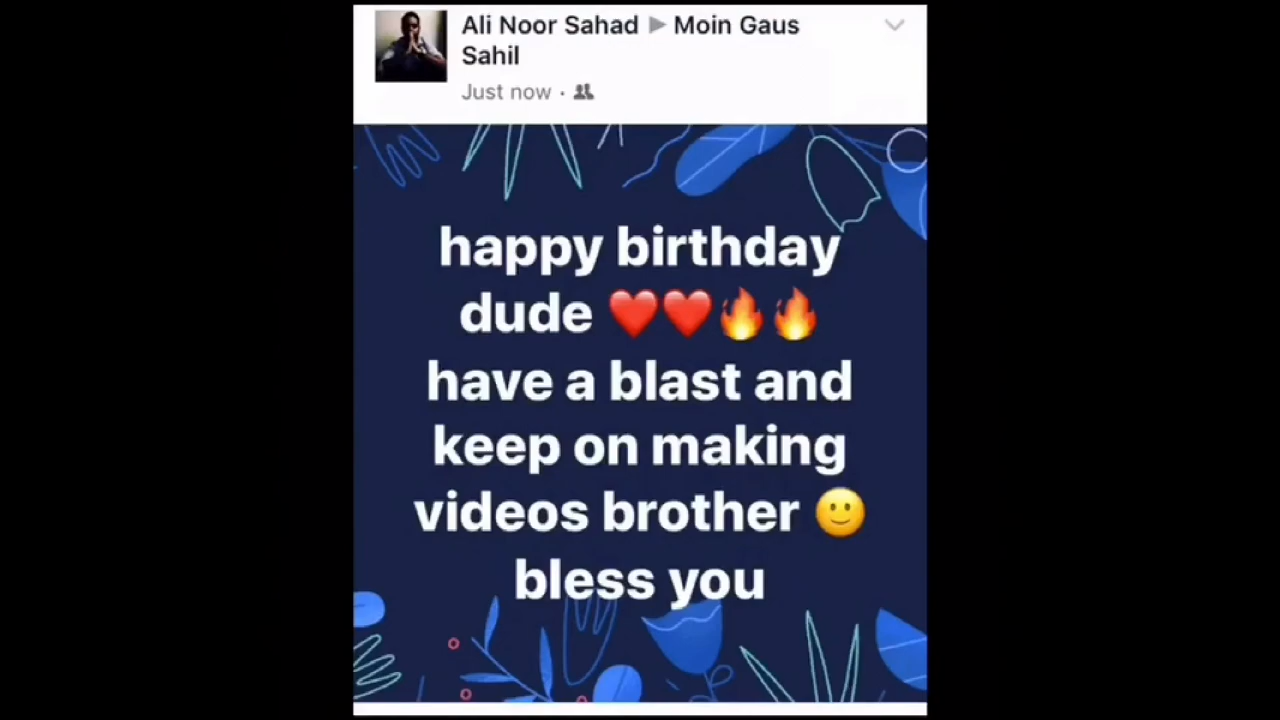 Ali Noor Sahad ▶ Moin Gaus
Sahil
Just now ·
happy birthday
dude ❤️❤️🔥🔥
have a blast and
keep on making
videos brother 🙂
bless you